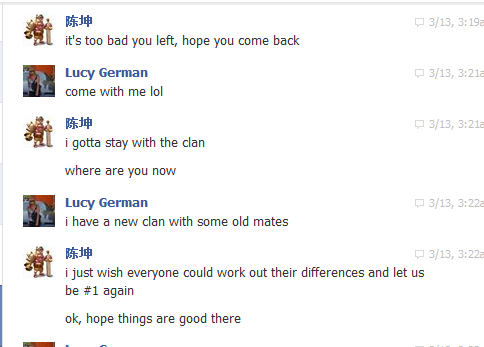 陈坤
3/13, 3:19a
it's too bad you left, hope you come back
Lucy German
3/13, 3:21a
come with me lol
陈坤
3/13, 3:21a
i gotta stay with the clan
where are you now
Lucy German
3/13, 3:22a
i have a new clan with some old mates
陈坤
3/13, 3:22a
i just wish everyone could work out their differences and let us
be #1 again
ok, hope things are good there